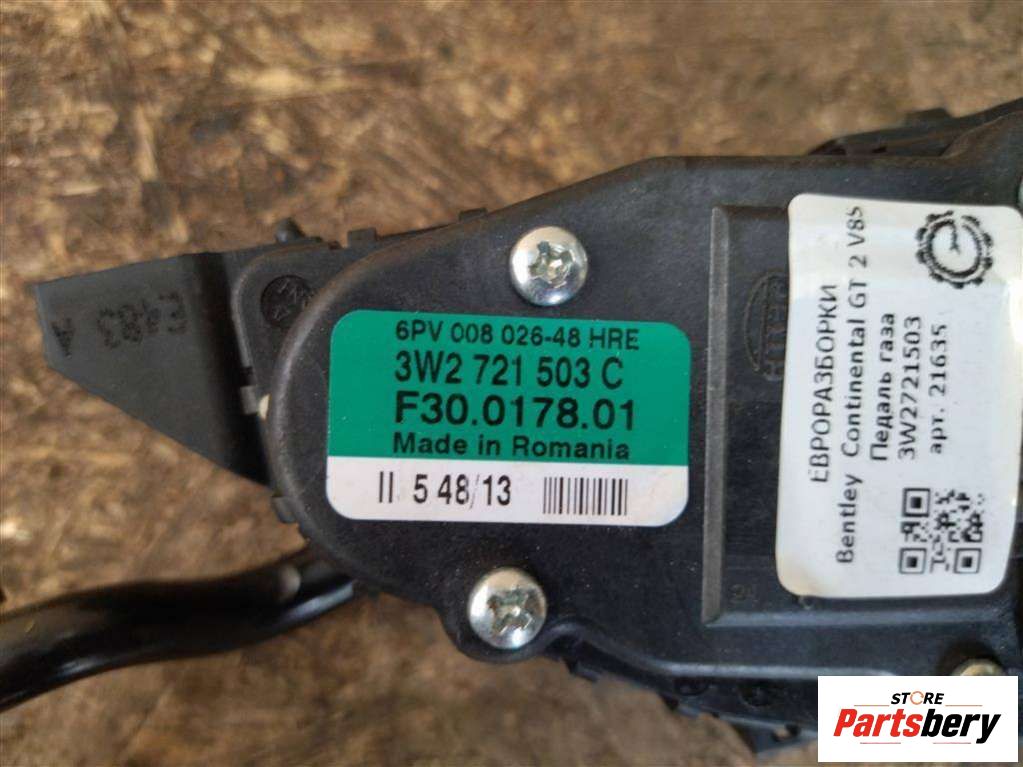 6PV 008 026-48 HRE
3W2 721 503 C
F30.0178.01
Made in Romania
II 5 48/13
ЕВРОРАЗБОРКИ
Bentley Continental GT 2 V8S
Педаль газа
3W2721503
арт. 21635
E483
A
STORE
Partsbery